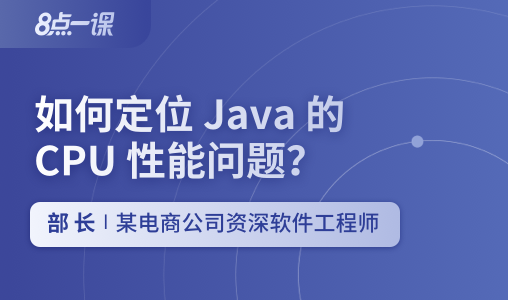 8点一课
如何定位 Java 的
CPU 性能问题？
部 长 | 某电商公司资深软件工程师